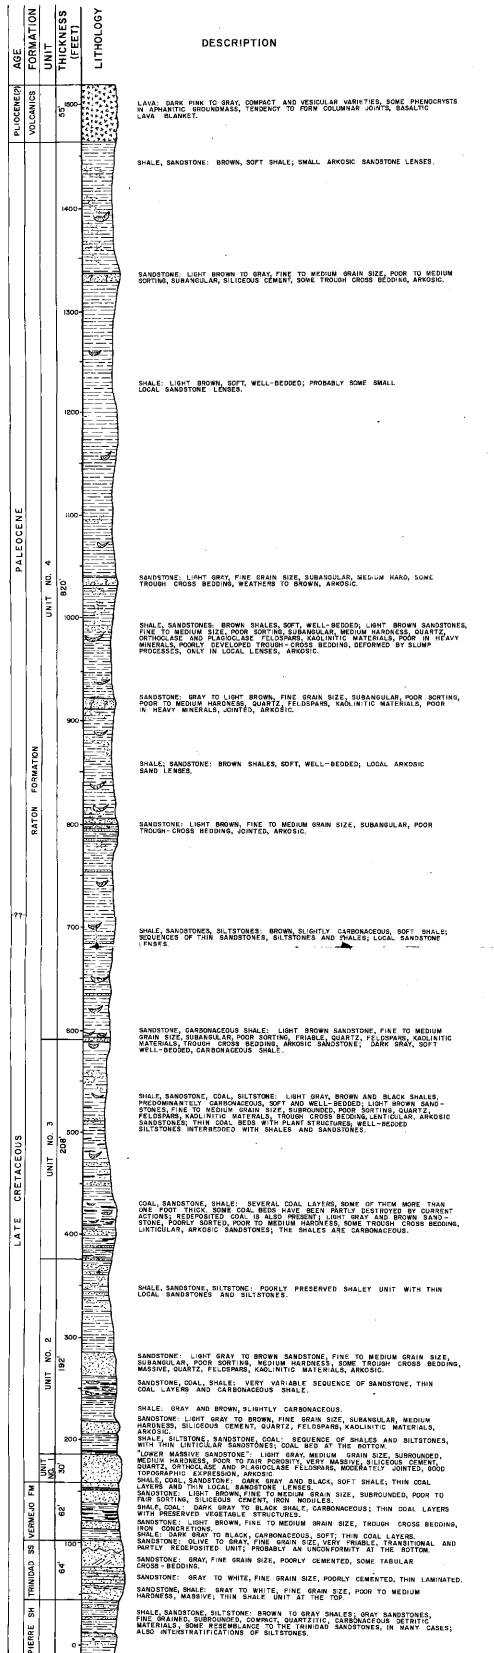 AGE
FORMATION
UNIT
THICKNESS
(FEET)
LITHOLOGY
DESCRIPTION
PLIOCENE(?)
VOLCANICS
55'
1500
LAVA: DARK PINK TO GRAY, COMPACT AND VESICULAR VARIETIES, SOME PHENOCRYSTS
IN APHANITIC GROUNDMASS, TENDENCY TO FORM COLUMNAR JOINTS, BASALTIC
LAVA BLANKET.
SHALE, SANDSTONE: BROWN, SOFT SHALE; SMALL ARKOSIC SANDSTONE LENSES.
1400
SANDSTONE: LIGHT BROWN TO GRAY, FINE TO MEDIUM GRAIN SIZE, POOR TO MEDIUM
SORTING, SUBANGULAR, SILICEOUS CEMENT, SOME TROUGH CROSS BEDDING, ARKOSIC.
1300
SHALE: LIGHT BROWN, SOFT, WELL-BEDDED; PROBABLY SOME SMALL
LOCAL SANDSTONE LENSES.
1200
1100
PALEOCENE
UNIT NO. 4
820'
SANDSTONE: LIGHT GRAY, FINE GRAIN SIZE, SUBANGULAR, MEDIUM HARD, SOME
TROUGH CROSS BEDDING, WEATHERS TO BROWN, ARKOSIC.
1000
SHALE, SANDSTONES: BROWN SHALES, SOFT, WELL-BEDDED; LIGHT BROWN SANDSTONES,
FINE TO MEDIUM SIZE, POOR SORTING, SUBANGULAR, MEDIUM HARDNESS, QUARTZ,
ORTHOCLASE AND PLAGIOCLASE FELDSPARS, KAOLINITIC MATERIALS, POOR IN HEAVY
MINERALS, POORLY DEVELOPED TROUGH-CROSS BEDDING, DEFORMED BY SLUMP
PROCESSES, ONLY IN LOCAL LENSES, ARKOSIC.
SANDSTONE: GRAY TO LIGHT BROWN, FINE GRAIN SIZE, SUBANGULAR, POOR SORTING,
POOR TO MEDIUM HARDNESS, QUARTZ, FELDSPARS, KAOLINITIC MATERIALS, POOR
IN HEAVY MINERALS, JOINTED, ARKOSIC.
900
RATON FORMATION
SHALE; SANDSTONE: BROWN SHALES, SOFT, WELL-BEDDED; LOCAL ARKOSIC
SAND LENSES.
800
SANDSTONE: LIGHT BROWN, FINE TO MEDIUM GRAIN SIZE, SUBANGULAR, POOR
TROUGH-CROSS BEDDING, JOINTED, ARKOSIC.
??
700
SHALE, SANDSTONES, SILTSTONES: BROWN, SLIGHTLY CARBONACEOUS, SOFT SHALE;
SEQUENCES OF THIN SANDSTONES, SILTSTONES AND SHALES; LOCAL SANDSTONE
LENSES.
600
SANDSTONE, CARBONACEOUS SHALE: LIGHT BROWN SANDSTONE, FINE TO MEDIUM
GRAIN SIZE, SUBANGULAR, POOR SORTING, FRIABLE, QUARTZ, FELDSPARS, KAOLINITIC
MATERIALS, TROUGH CROSS BEDDING, ARKOSIC SANDSTONE; DARK GRAY, SOFT
WELL-BEDDED, CARBONACEOUS SHALE.
LATE CRETACEOUS
UNIT NO. 3
208'
SHALE, SANDSTONE, COAL, SILTSTONE: LIGHT GRAY, BROWN AND BLACK SHALES,
PREDOMINANTELY CARBONACEOUS, SOFT AND WELL-BEDDED; LIGHT BROWN SAND-
STONES, FINE TO MEDIUM GRAIN SIZE, SUBROUNDED, POOR SORTING, QUARTZ,
FELDSPARS, KAOLINITIC MATERALS, TROUGH CROSS BEDDING, LENTICULAR, ARKOSIC
SANDSTONES; THIN COAL BEDS WITH PLANT STRUCTURES; WELL-BEDDED
SILTSTONES INTERBEDDED WITH SHALES AND SANDSTONES.
500
COAL, SANDSTONE, SHALE: SEVERAL COAL LAYERS, SOME OF THEM MORE THAN
ONE FOOT THICK. SOME COAL BEDS HAVE BEEN PARTLY DESTROYED BY CURRENT
ACTIONS; REDEPOSITED COAL IS ALSO PRESENT; LIGHT GRAY AND BROWN SAND-
STONE, POORLY SORTED, POOR TO MEDIUM HARDNESS, SOME TROUGH CROSS BEDDING,
LINTICULAR, ARKOSIC SANDSTONES; THE SHALES ARE CARBONACEOUS.
400
SHALE, SANDSTONE, SILTSTONE: POORLY PRESERVED SHALEY UNIT WITH THIN
LOCAL SANDSTONES AND SILTSTONES.
300
UNIT NO. 2
192'
SANDSTONE: LIGHT GRAY TO BROWN SANDSTONE, FINE TO MEDIUM GRAIN SIZE,
SUBANGULAR, POOR SORTING, MEDIUM HARDNESS, SOME TROUGH CROSS BEDDING,
MASSIVE, QUARTZ, FELDSPARS, KAOLINITIC MATERIALS, ARKOSIC.
SANDSTONE, COAL, SHALE: VERY VARIABLE SEQUENCE OF SANDSTONE, THIN
COAL LAYERS AND CARBONACEOUS SHALE.
SHALE: GRAY AND BROWN, SLIGHTLY CARBONACEOUS.
SANDSTONE: LIGHT GRAY TO BROWN, FINE GRAIN SIZE, SUBANGULAR, MEDIUM
HARDNESS, SILICEOUS CEMENT, QUARTZ, FELDSPARS, KAOLINITIC MATERIALS,
ARKOSIC.
200
SHALE, SILTSTONE, SANDSTONE, COAL: SEQUENCE OF SHALES AND SILTSTONES,
WITH THIN LINTICULAR SANDSTONES; COAL BED AT THE BOTTOM.
UNIT NO.
30'
"LOWER MASSIVE SANDSTONE": LIGHT GRAY, MEDIUM GRAIN SIZE, SUBROUNDED,
MEDIUM HARDNESS, POOR TO FAIR POROSITY, VERY MASSIVE, SILICEOUS CEMENT,
QUARTZ, ORTHOCLASE AND PLAGIOCLASE FELDSPARS, MODERATELY JOINTED, GOOD
TOPOGRAPHIC EXPRESSION, ARKOSIC
SHALE, COAL, SANDSTONE: DARK GRAY AND BLACK, SOFT SHALE; THIN COAL
LAYERS AND THIN LOCAL SANDSTONE LENSES.
VERMEJO FM
62'
SANDSTONE: LIGHT BROWN, FINE TO MEDIUM GRAIN SIZE, SUBROUNDED, POOR TO
FAIR SORTING, SILICEOUS CEMENT, IRON NODULES.
SHALE, COAL: DARK GRAY TO BLACK SHALE, CARBONACEOUS; THIN COAL LAYERS
WITH PRESERVED VEGETABLE STRUCTURES.
SANDSTONE: LIGHT BROWN, FINE TO MEDIUM GRAIN SIZE, TROUGH CROSS BEDDING,
IRON CONCRETIONS.
SHALE: DARK GRAY TO BLACK, CARBONACEOUS, SOFT; THIN COAL LAYERS.
100
TRINIDAD SS
64'
SANDSTONE: OLIVE TO GRAY, FINE GRAIN SIZE, VERY FRIABLE, TRANSITIONAL AND
PARTLY REDEPOSITED UNIT; PROBABLY AN UNCONFORMITY AT THE BOTTOM.
SANDSTONE: GRAY, FINE GRAIN SIZE, POORLY CEMENTED, SOME TABULAR
CROSS-BEDDING.
SANDSTONE: GRAY TO WHITE, FINE GRAIN SIZE, POORLY CEMENTED, THIN LAMINATED.
SANDSTONE, SHALE: GRAY TO WHITE, FINE GRAIN SIZE, POOR TO MEDIUM
HARDNESS, MASSIVE; THIN SHALE UNIT AT THE TOP.
PIERRE SH
0
SHALE, SANDSTONE, SILTSTONE: BROWN TO GRAY SHALES; GRAY SANDSTONES,
FINE GRAINED, SUBROUNDED, COMPACT, QUARTZITIC, CARBONACEOUS DETRITIC
MATERIALS, SOME RESEMBLANCE TO THE TRINIDAD SANDSTONES, IN MANY CASES;
ALSO INTERSTRATIFICATIONS OF SILTSTONES.